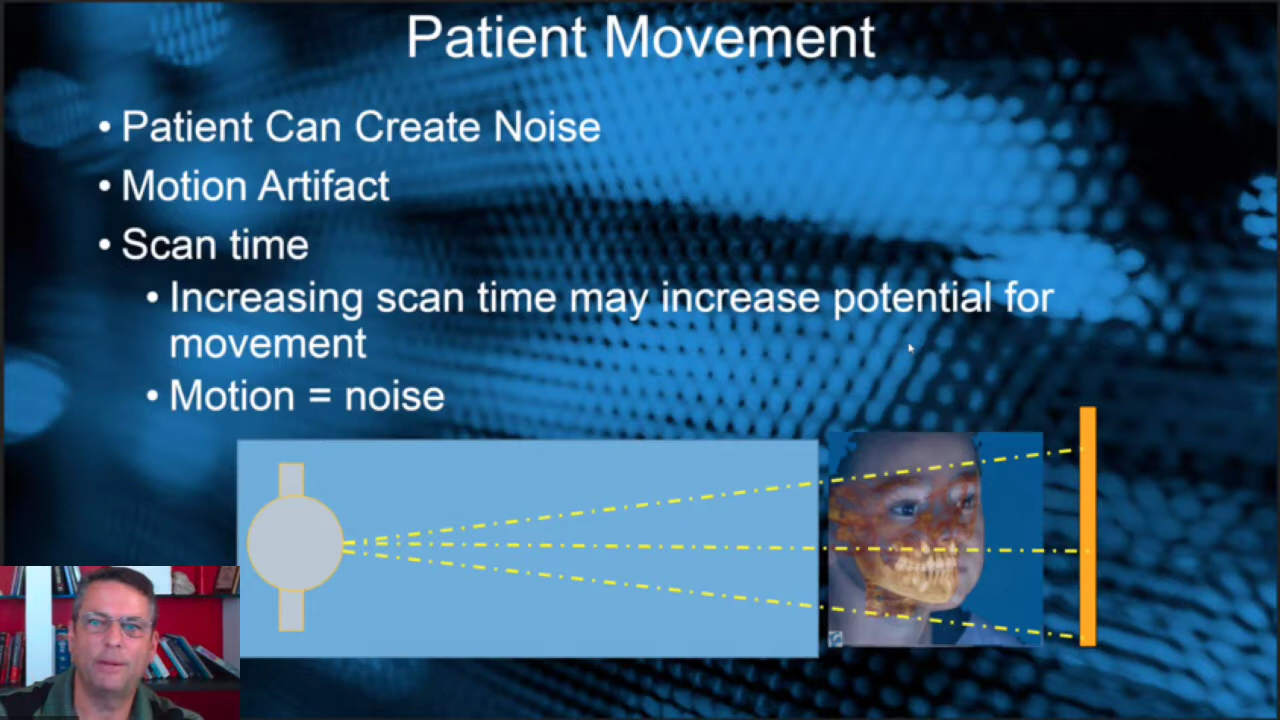 Patient Movement
• Patient Can Create Noise
• Motion Artifact
• Scan time
• Increasing scan time may increase potential for
movement
• Motion = noise